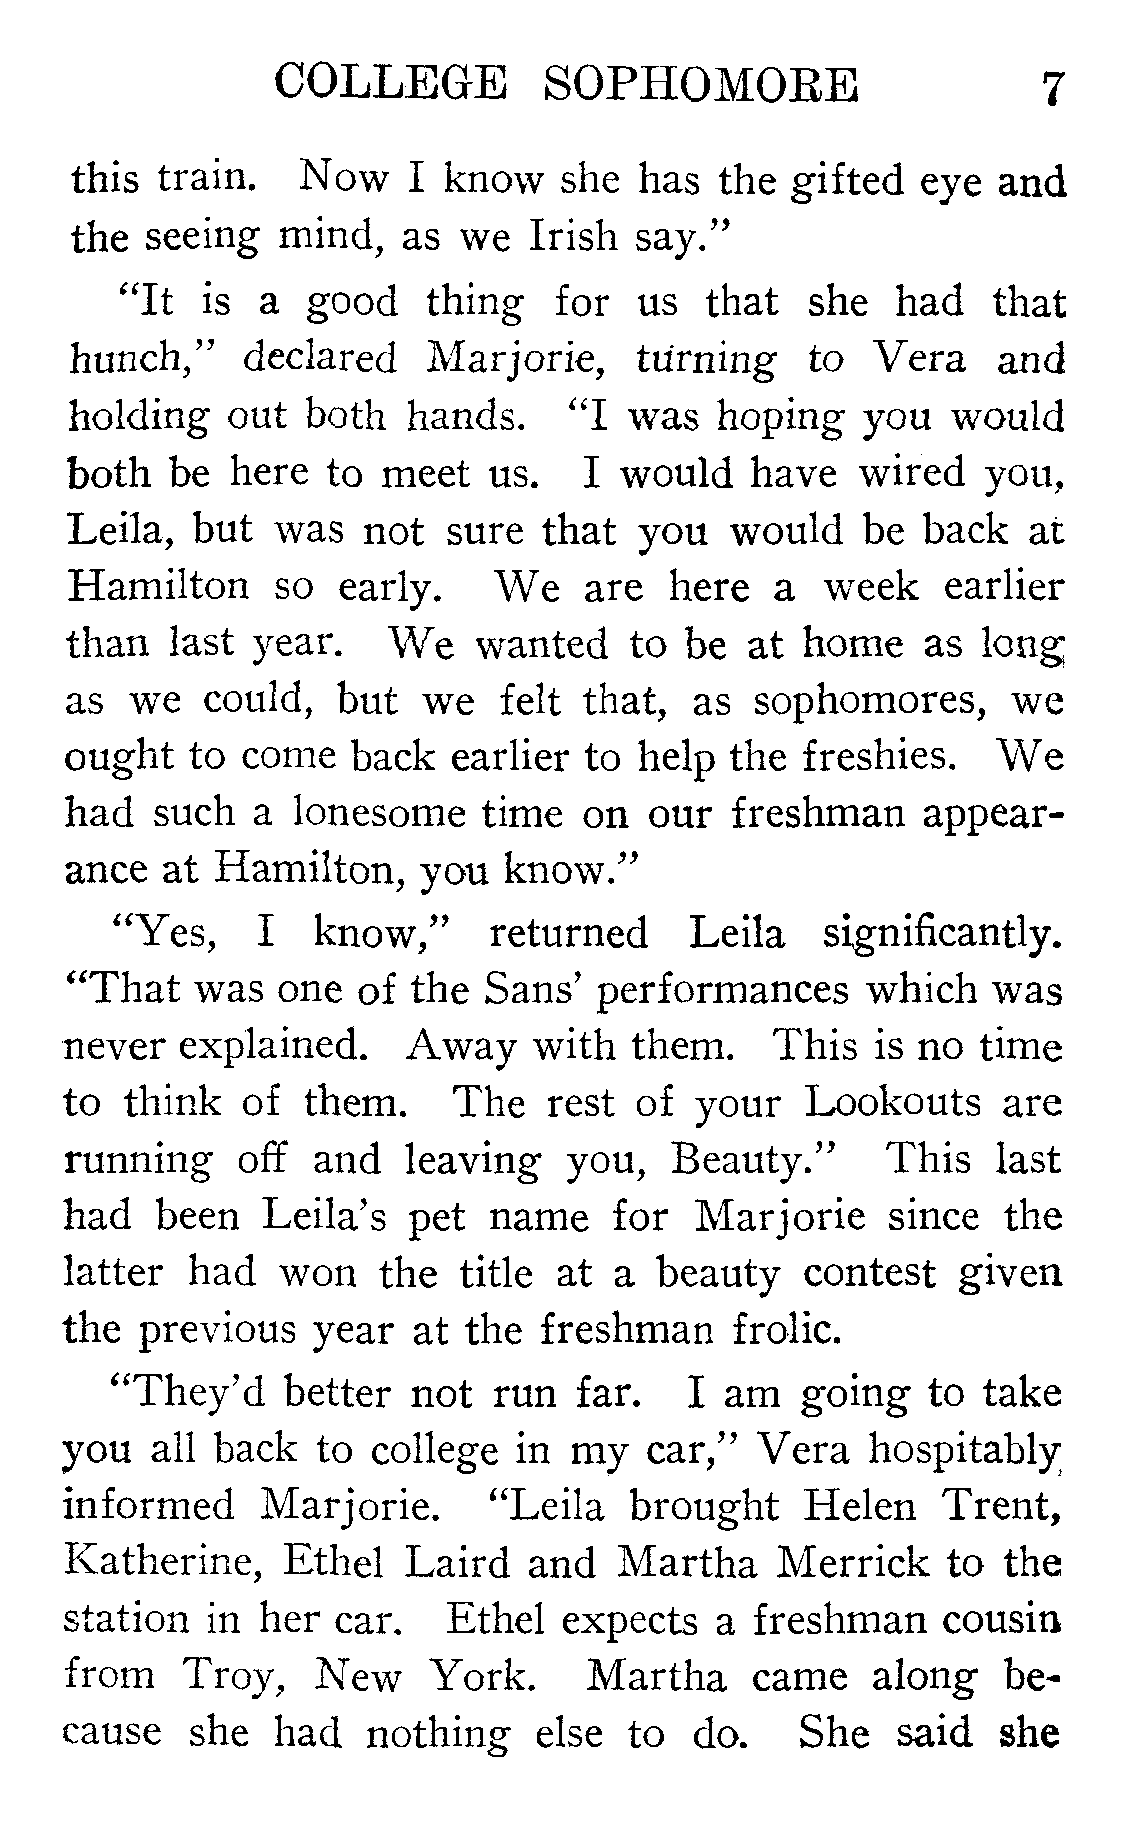 COLLEGE SOPHOMORE 7
this train. Now I know she has the gifted eye and
the seeing mind, as we Irish say.”
“It is a good thing for us that she had that
hunch,” declared Marjorie, turning to Vera and
holding out both hands. “I was hoping you would
both be here to meet us. I would have wired you,
Leila, but was not sure that you would be back at
Hamilton so early. We are here a week earlier
than last year. We wanted to be at home as long
as we could, but we felt that, as sophomores, we
ought to come back earlier to help the freshies. We
had such a lonesome time on our freshman appear-
ance at Hamilton, you know.”
“Yes, I know,” returned Leila significantly.
“That was one of the Sans’ performances which was
never explained. Away with them. This is no time
to think of them. The rest of your Lookouts are
running off and leaving you, Beauty.” This last
had been Leila’s pet name for Marjorie since the
latter had won the title at a beauty contest given
the previous year at the freshman frolic.
“They’d better not run far. I am going to take
you all back to college in my car,” Vera hospitably
informed Marjorie. “Leila brought Helen Trent,
Katherine, Ethel Laird and Martha Merrick to the
station in her car. Ethel expects a freshman cousin
from Troy, New York. Martha came along be-
cause she had nothing else to do. She said she